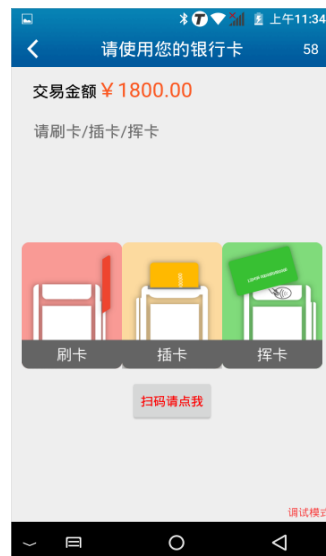 上午11:34
请使用您的银行卡 58
交易金额¥1800.00
请刷卡/插卡/挥卡
刷卡 插卡 挥卡
扫码请点我
调试模式